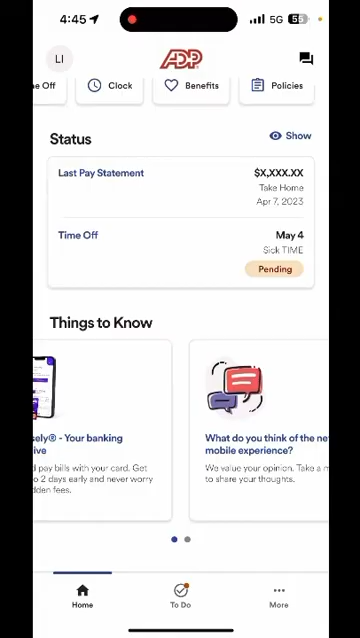 4:45
5G
55
LI
ADP
e Off
Clock
Benefits
Policies
Status
Show
Last Pay Statement
$X,XXX.XX
Take Home
Apr 7, 2023
Time Off
May 4
Sick TIME
Pending
Things to Know
sely® - Your banking
ive
d pay bills with your card. Get
o 2 days early and never worry
dden fees.
What do you think of the ne
mobile experience?
We value your opinion. Take a m
to share your thoughts.
Home
To Do
More